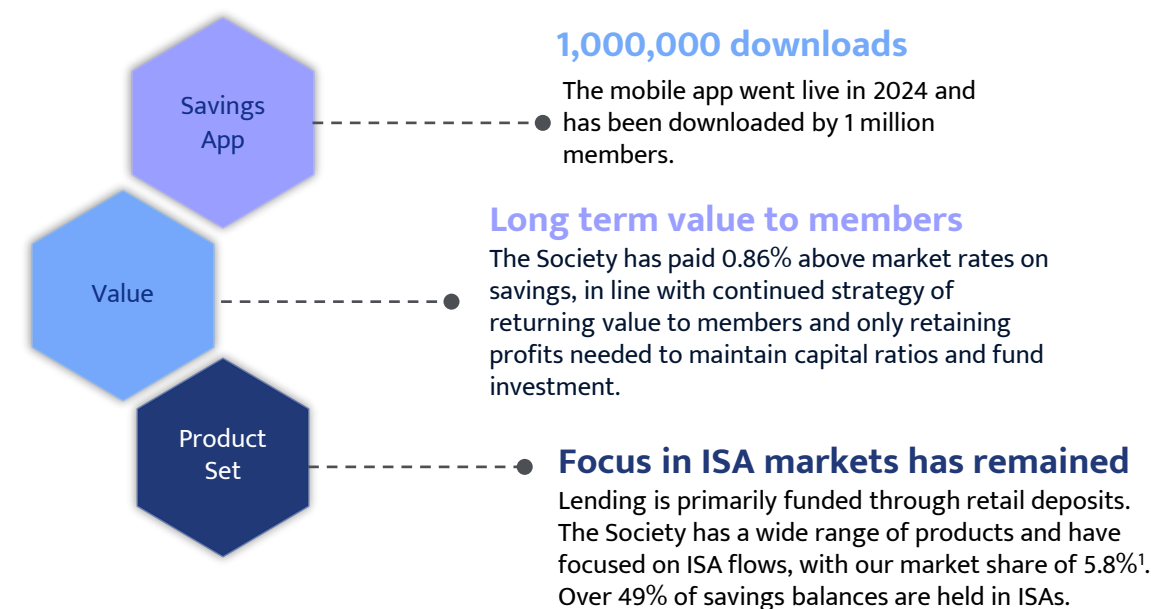 Savings
App
1,000,000 downloads
The mobile app went live in 2024 and
has been downloaded by 1 million
members.
Value
Long term value to members
The Society has paid 0.86% above market rates on
savings, in line with continued strategy of
returning value to members and only retaining
profits needed to maintain capital ratios and fund
investment.
Product
Set
Focus in ISA markets has remained
Lending is primarily funded through retail deposits.
The Society has a wide range of products and have
focused on ISA flows, with our market share of 5.8%¹.
Over 49% of savings balances are held in ISAs.